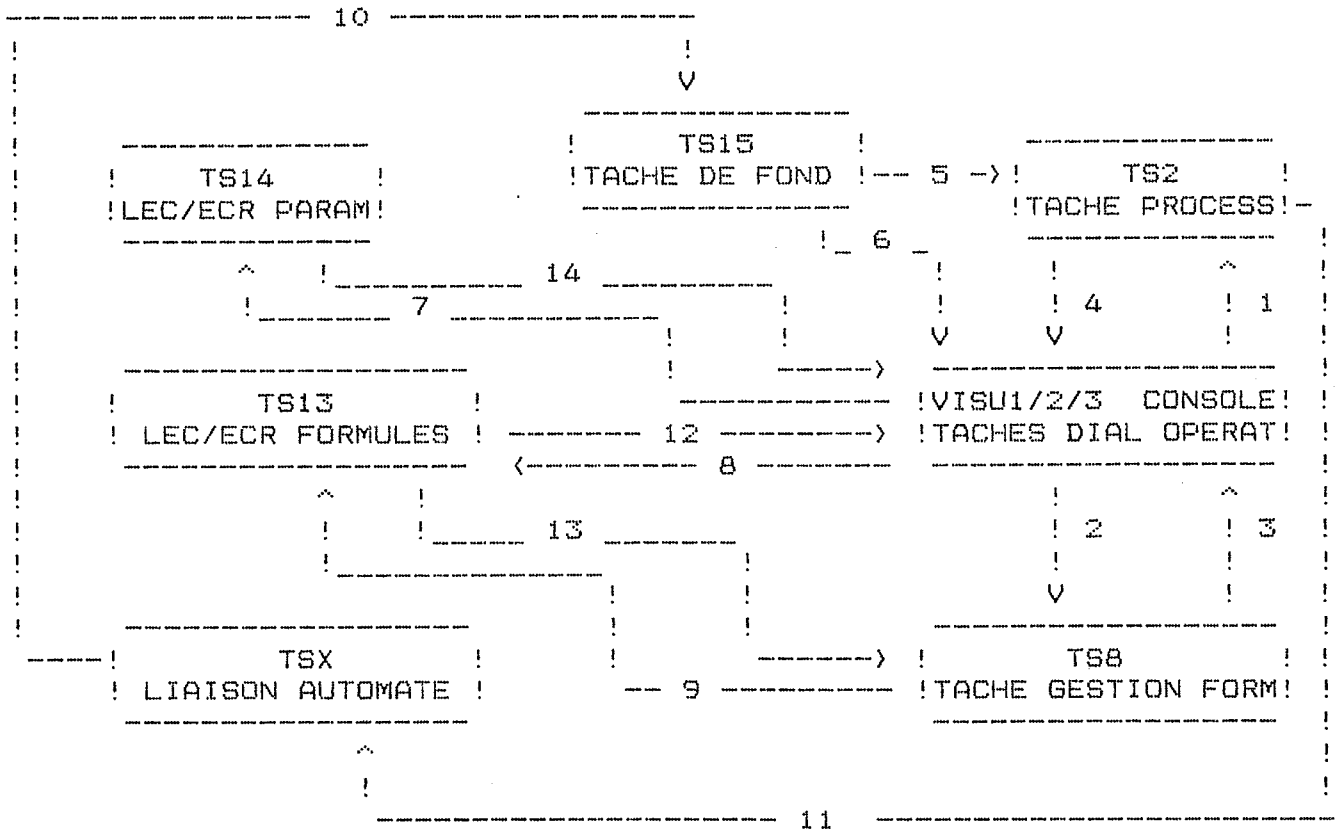 10
TS15
TS14
TACHE DE FOND
5
TS2
LEC/ECR PARAM
TACHE PROCESS
6
14
7
4
1
TS13
VISU1/2/3 CONSOLE
LEC/ECR FORMULES
12
TACHES DIAL OPERAT
8
13
2
3
TSX
TS8
LIAISON AUTOMATE
9
TACHE GESTION FORM
11